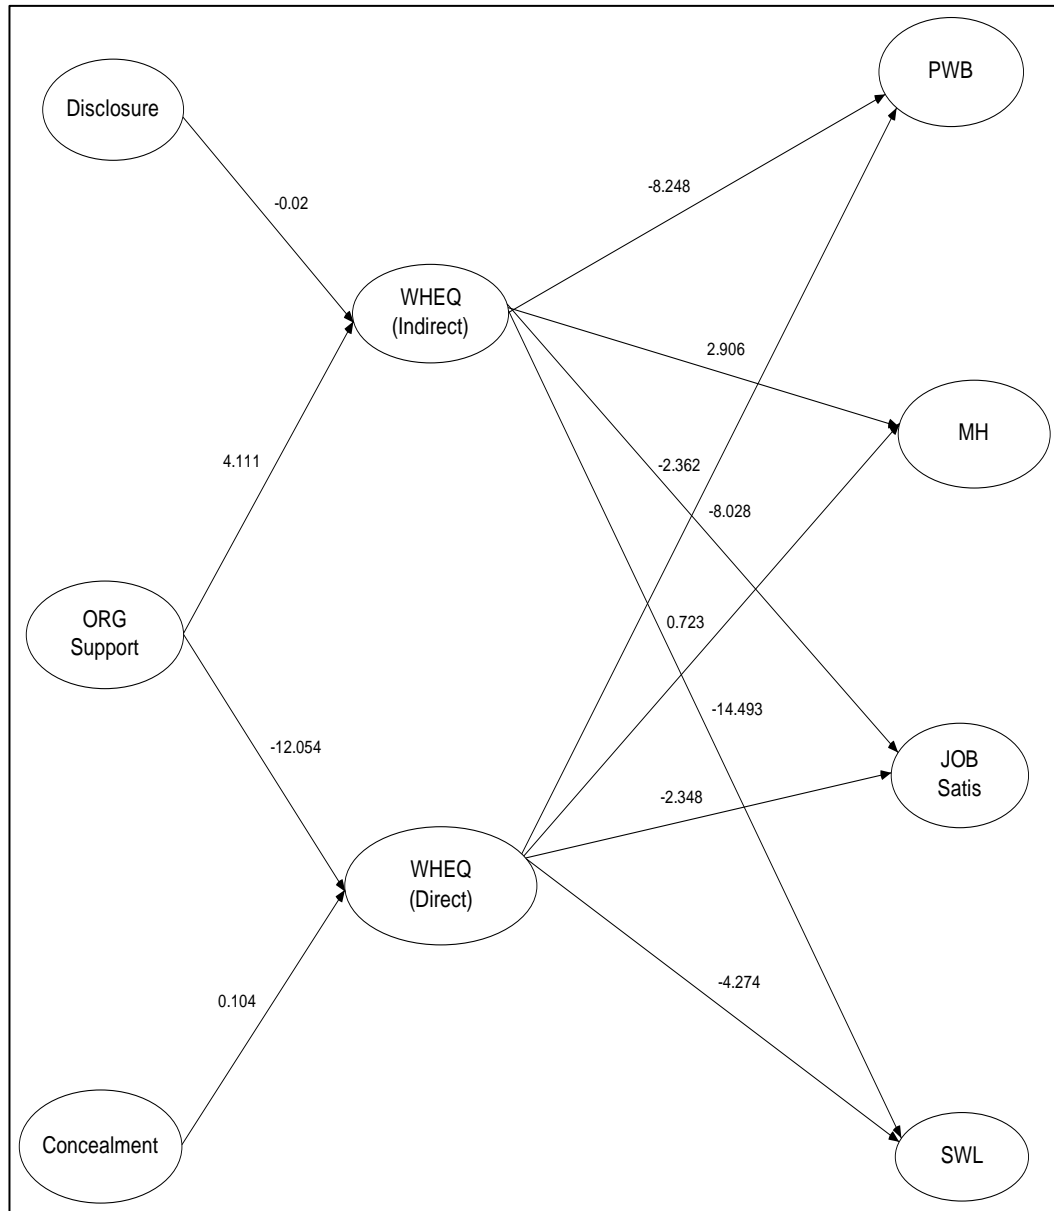 PWB
Disclosure
-8.248
-0.02
WHEQ
(Indirect)
2.906
MH
4.111
-2.362
-8.028
ORG
Support
0.723
-14.493
-12.054
JOB
Satis
-2.348
WHEQ
(Direct)
-4.274
0.104
Concealment
SWL